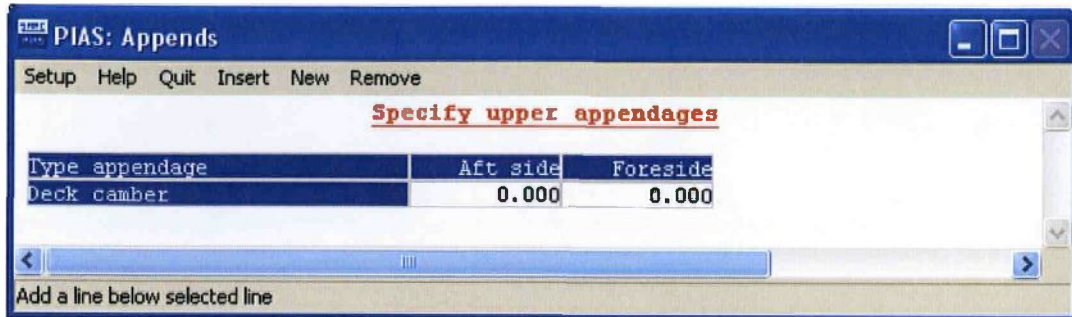 PIAS: Appends
Setup Help Quit Insert New Remove
Specify upper appendages
Type appendage Aft side Foreside
Deck camber 0.000 0.000
Add a line below selected line